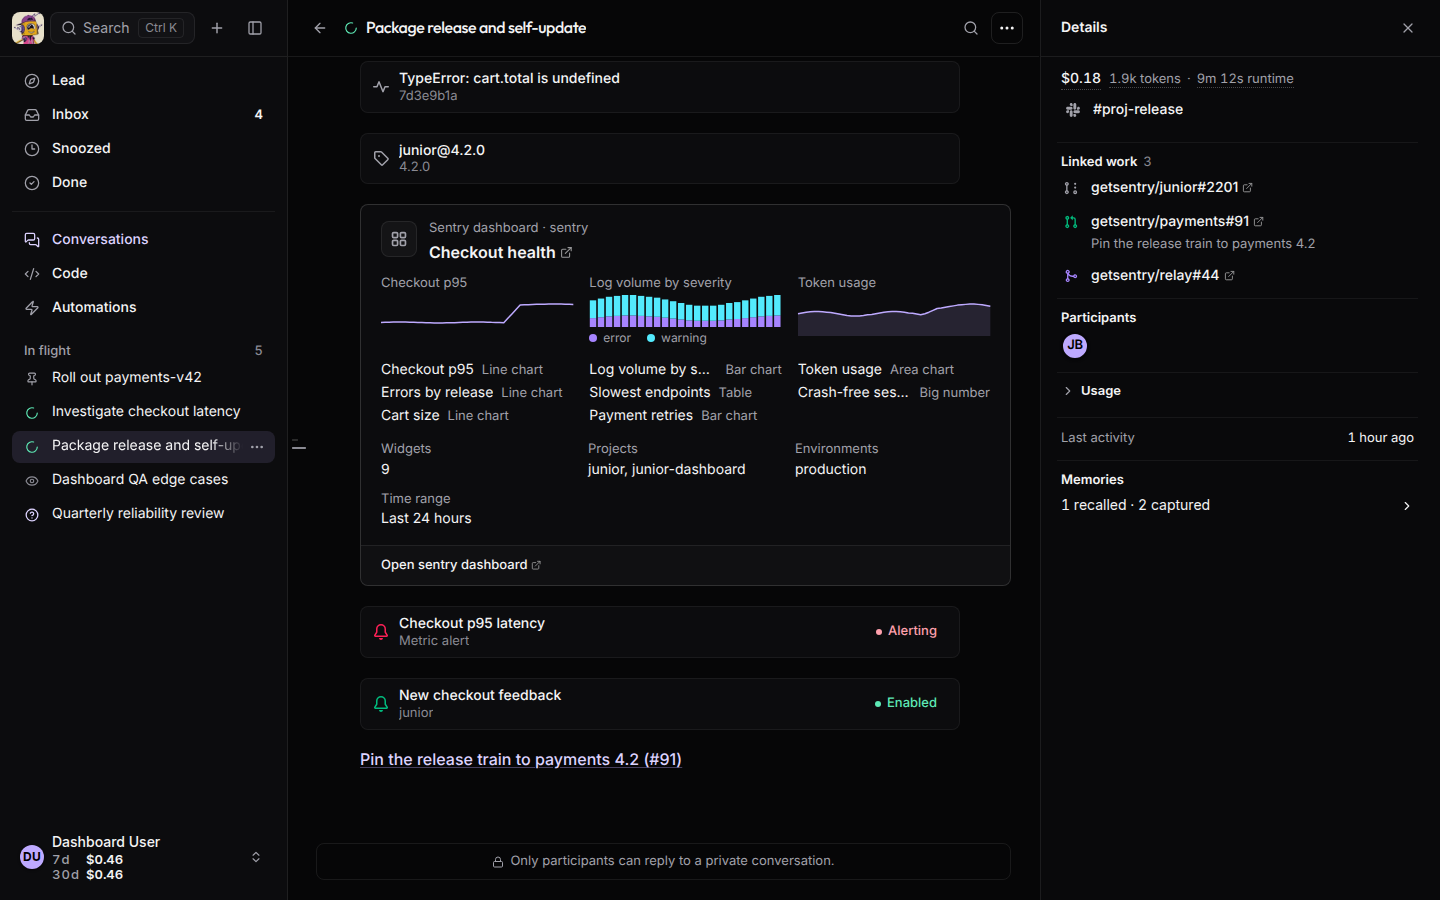 Search Ctrl K
Lead
Inbox 4
Snoozed
Done
Conversations
Code
Automations
In flight 5
Roll out payments-v42
Investigate checkout latency
Package release and self-up
Dashboard QA edge cases
Quarterly reliability review
DU
Dashboard User
7d $0.46
30d $0.46
Package release and self-update
TypeError: cart.total is undefined
7d3e9b1a
junior@4.2.0
4.2.0
Sentry dashboard · sentry
Checkout health
Checkout p95
Log volume by severity
error warning
Token usage
Checkout p95 Line chart
Log volume by s... Bar chart
Token usage Area chart
Errors by release Line chart
Slowest endpoints Table
Crash-free ses... Big number
Cart size Line chart
Payment retries Bar chart
Widgets
9
Projects
junior, junior-dashboard
Environments
production
Time range
Last 24 hours
Open sentry dashboard
Checkout p95 latency
Metric alert
Alerting
New checkout feedback
junior
Enabled
Pin the release train to payments 4.2 (#91)
Only participants can reply to a private conversation.
Details
$0.18 1.9k tokens · 9m 12s runtime
#proj-release
Linked work 3
getsentry/junior#2201
getsentry/payments#91
Pin the release train to payments 4.2
getsentry/relay#44
Participants
JB
Usage
Last activity 1 hour ago
Memories
1 recalled · 2 captured